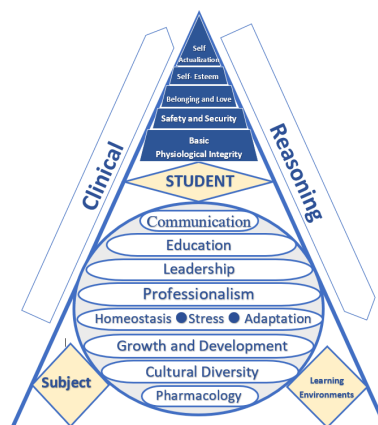 Self
Actualization
Self- Esteem
Belonging and Love
Safety and Security
Basic
Physiological Integrity
Clinical
Reasoning
STUDENT
Communication
Education
Leadership
Professionalism
Homeostasis ●Stress ● Adaptation
Growth and Development
Cultural Diversity
Pharmacology
Subject
Learning
Environments